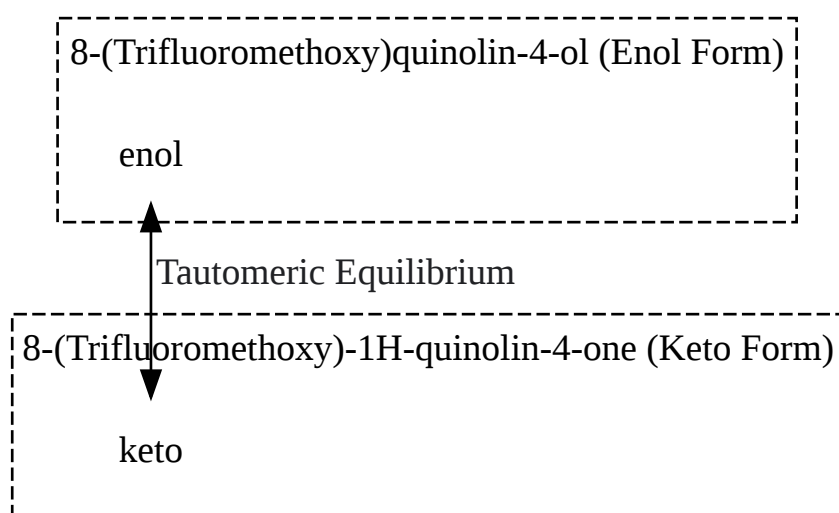 8-(Trifluoromethoxy)quinolin-4-ol (Enol Form)
enol
Tautomeric Equilibrium
8-(Trifluoromethoxy)-1H-quinolin-4-one (Keto Form)
keto